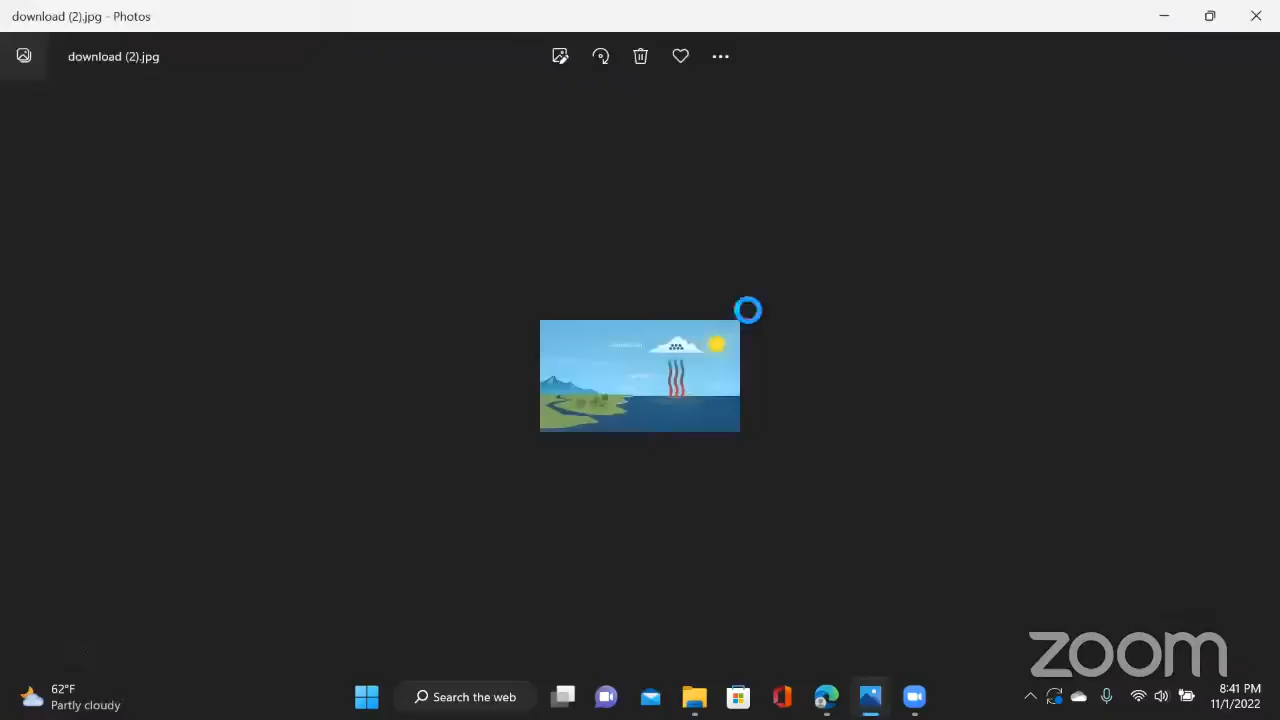 download (2).jpg - Photos
download (2).jpg
zoom
62°F
Partly cloudy
Search the web
8:41 PM
11/1/2022